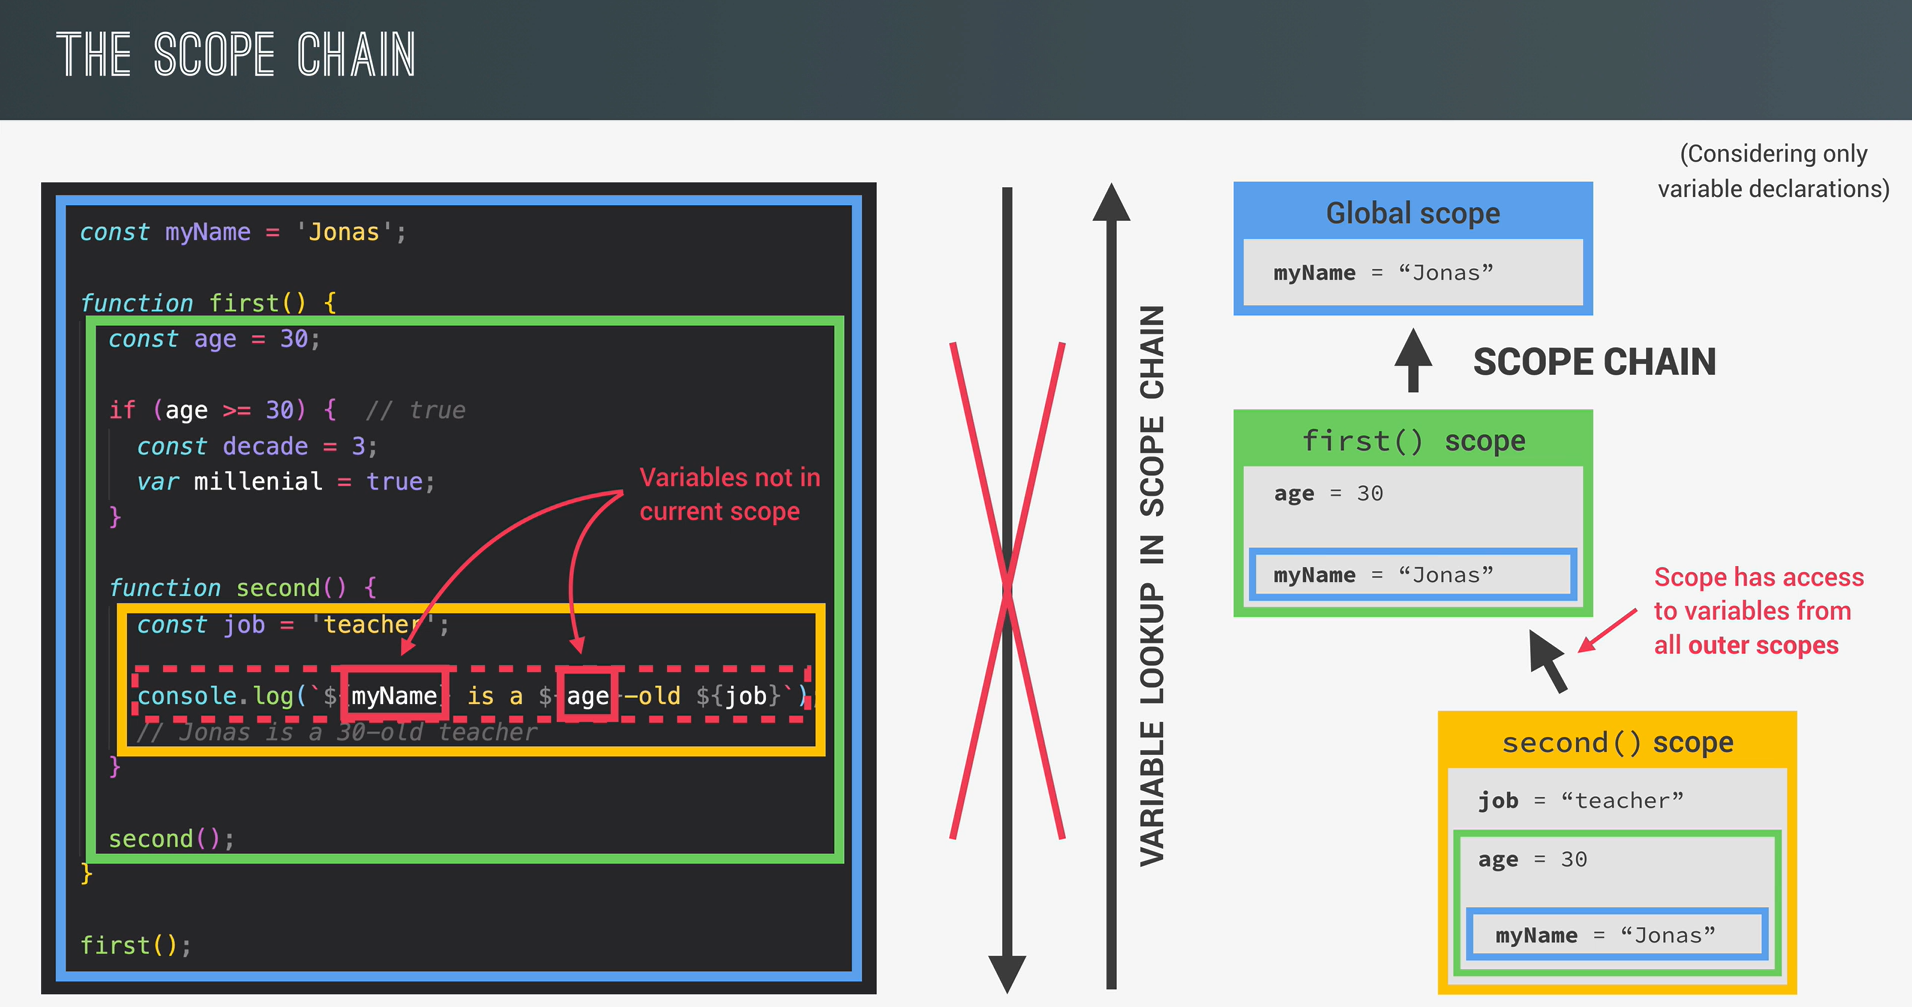 THE SCOPE CHAIN
(Considering only
variable declarations)
const myName = 'Jonas';
function first() {
const age = 30;
if (age >= 30) { // true
const decade = 3;
var millenial = true;
}
Variables not in
current scope
function second() {
const job = 'teacher';
console.log(`${myName} is a ${age}-old ${job}`);
// Jonas is a 30-old teacher
}
second();
}
first();
VARIABLE LOOKUP IN SCOPE CHAIN
Global scope
myName = “Jonas”
SCOPE CHAIN
first() scope
age = 30
myName = “Jonas”
Scope has access
to variables from
all outer scopes
second() scope
job = “teacher”
age = 30
myName = “Jonas”